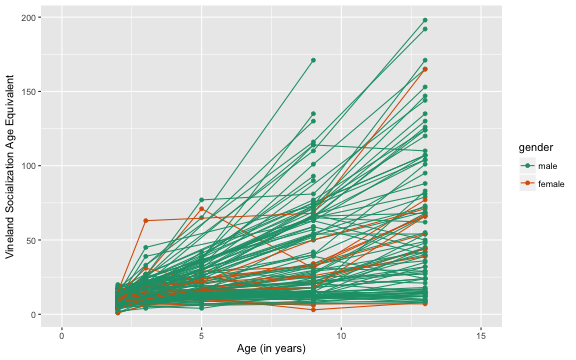 Vineland Socialization Age Equivalent
200
150
100
50
0
0
5
10
15
Age (in years)
gender
male
female